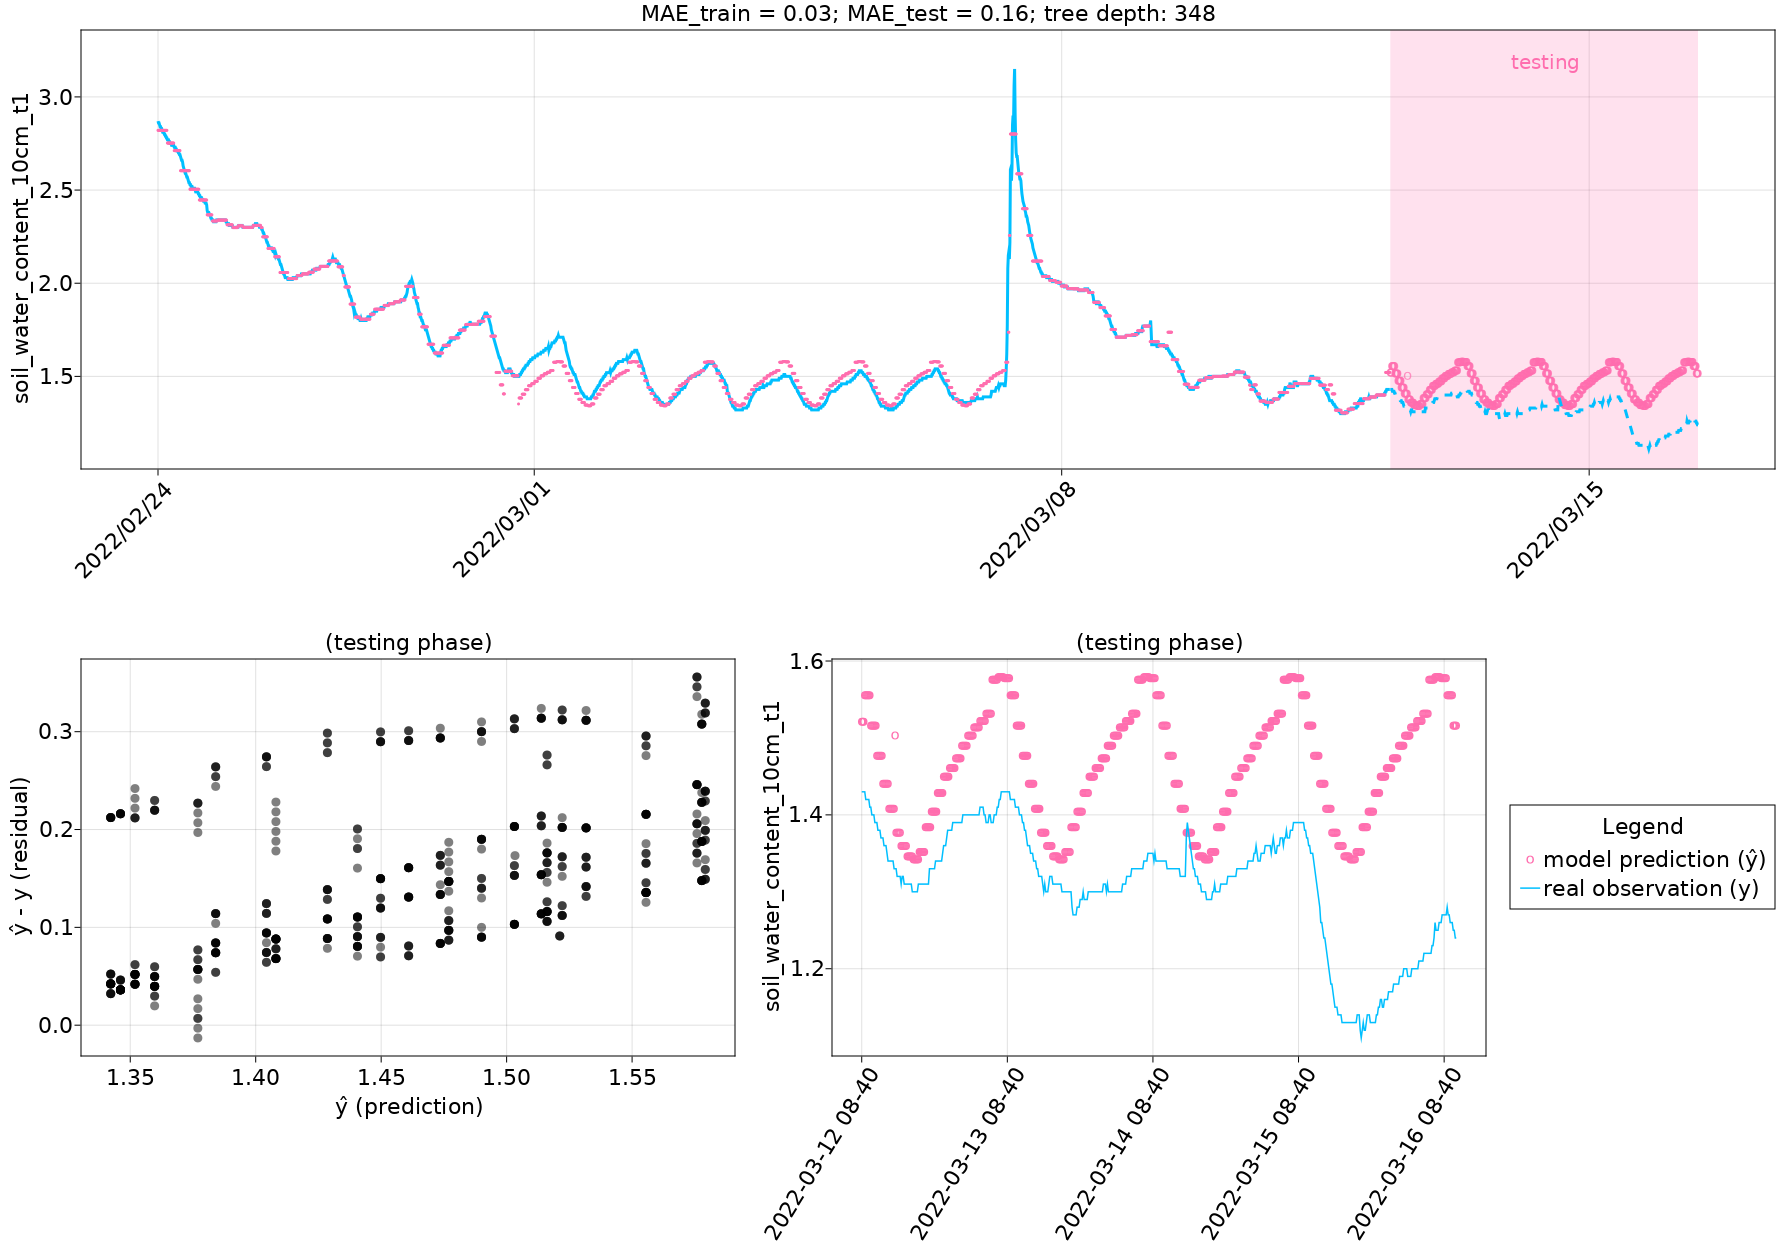 MAE_train = 0.03; MAE_test = 0.16; tree depth: 348
soil_water_content_10cm_t1
3.0
2.5
2.0
1.5
testing
2022/02/24
2022/03/01
2022/03/08
2022/03/15
(testing phase)
ŷ - y (residual)
0.3
0.2
0.1
0.0
1.35
1.40
1.45
1.50
1.55
ŷ (prediction)
(testing phase)
soil_water_content_10cm_t1
1.6
1.4
1.2
2022-03-12 08-40
2022-03-13 08-40
2022-03-14 08-40
2022-03-15 08-40
2022-03-16 08-40
Legend
model prediction (ŷ)
real observation (y)